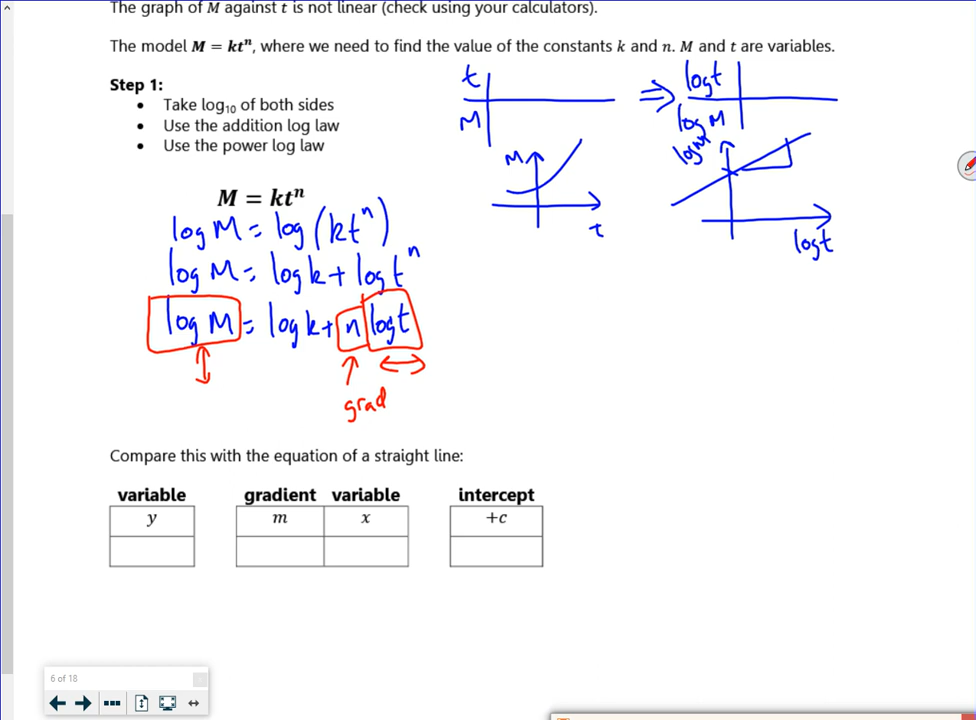 The graph of M against t is not linear (check using your calculators).
The model M = ktⁿ, where we need to find the value of the constants k and n. M and t are variables.
Step 1:
• Take log₁₀ of both sides
• Use the addition log law
• Use the power log law
t
M
⇒
log t
log M
M
t
log M
log t
M = ktⁿ
log M = log (ktⁿ)
log M = log k + log tⁿ
log M = log k + n log t
grad
Compare this with the equation of a straight line:
variable gradient variable intercept
y m x +c
6 of 18